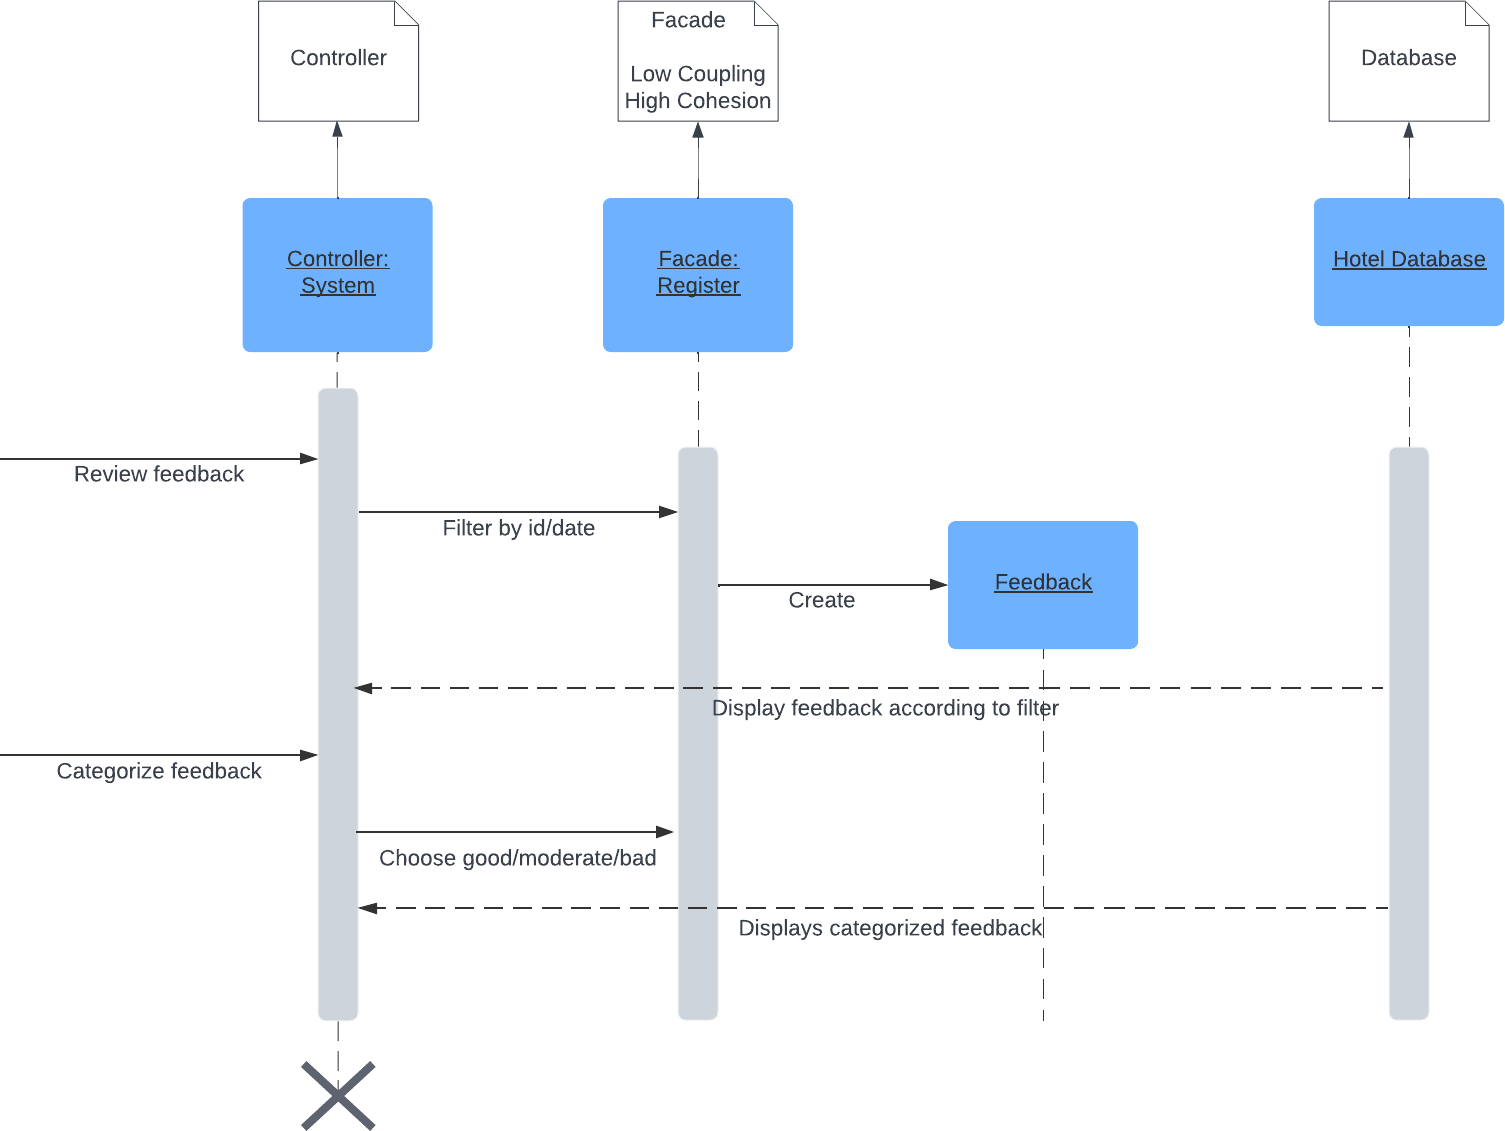 Controller
Facade
Low Coupling
High Cohesion
Database
Controller:
System
Facade:
Register
Hotel Database
Review feedback
Filter by id/date
Feedback
Create
Display feedback according to filter
Categorize feedback
Choose good/moderate/bad
Displays categorized feedback